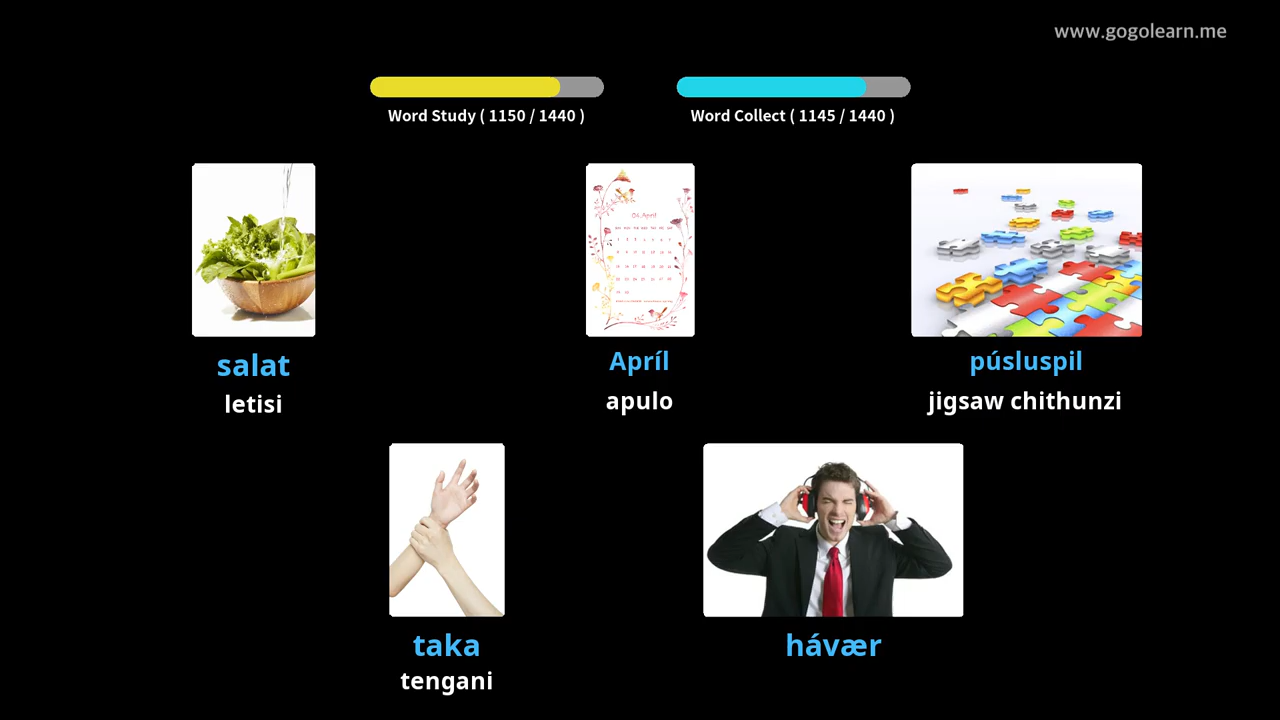 www.gogolearn.me
Word Study ( 1150 / 1440 )
Word Collect ( 1145 / 1440 )
salat
letisi
Apríl
apulo
púsluspil
jigsaw chithunzi
taka
tengani
hávær